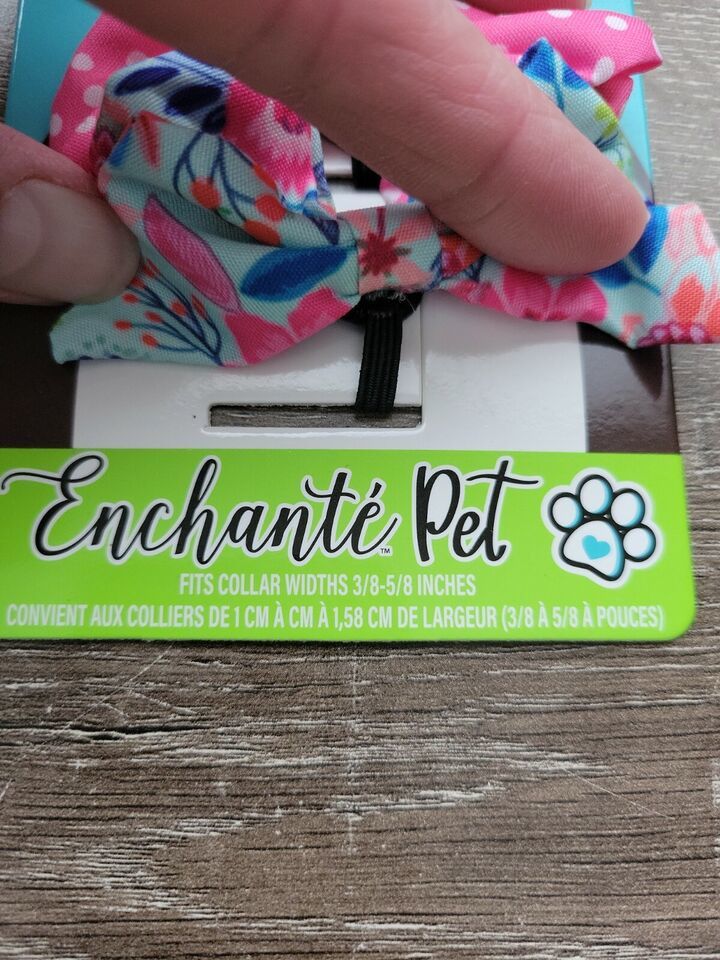 Enchanté Pet
™
FITS COLLAR WIDTHS 3/8-5/8 INCHES
CONVIENT AUX COLLIERS DE 1 CM À CM À 1,58 CM DE LARGEUR (3/8 À 5/8 À POUCES)